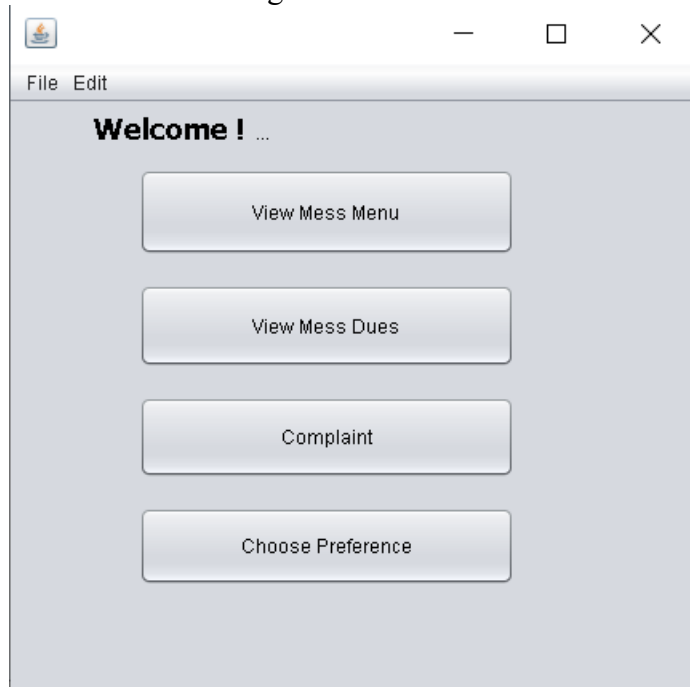 File Edit
Welcome ! ...
View Mess Menu
View Mess Dues
Complaint
Choose Preference